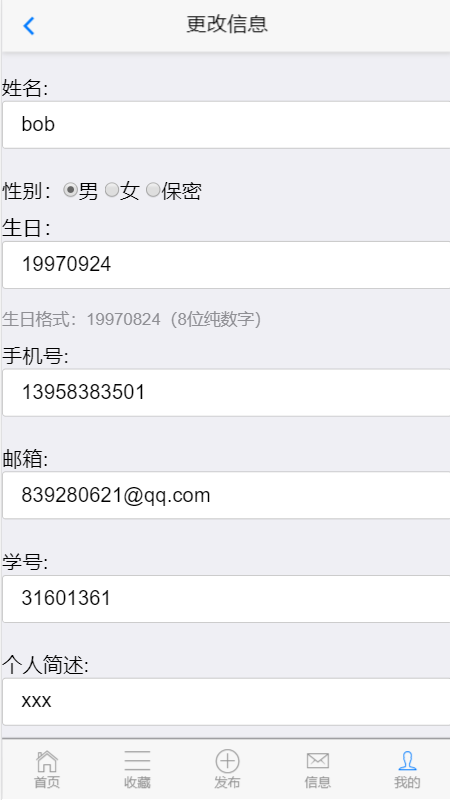 更改信息
姓名:
bob
性别：男 女 保密
生日：
19970924
生日格式：19970824（8位纯数字）
手机号:
13958383501
邮箱:
839280621@qq.com
学号:
31601361
个人简述:
xxx
首页 收藏 发布 信息 我的